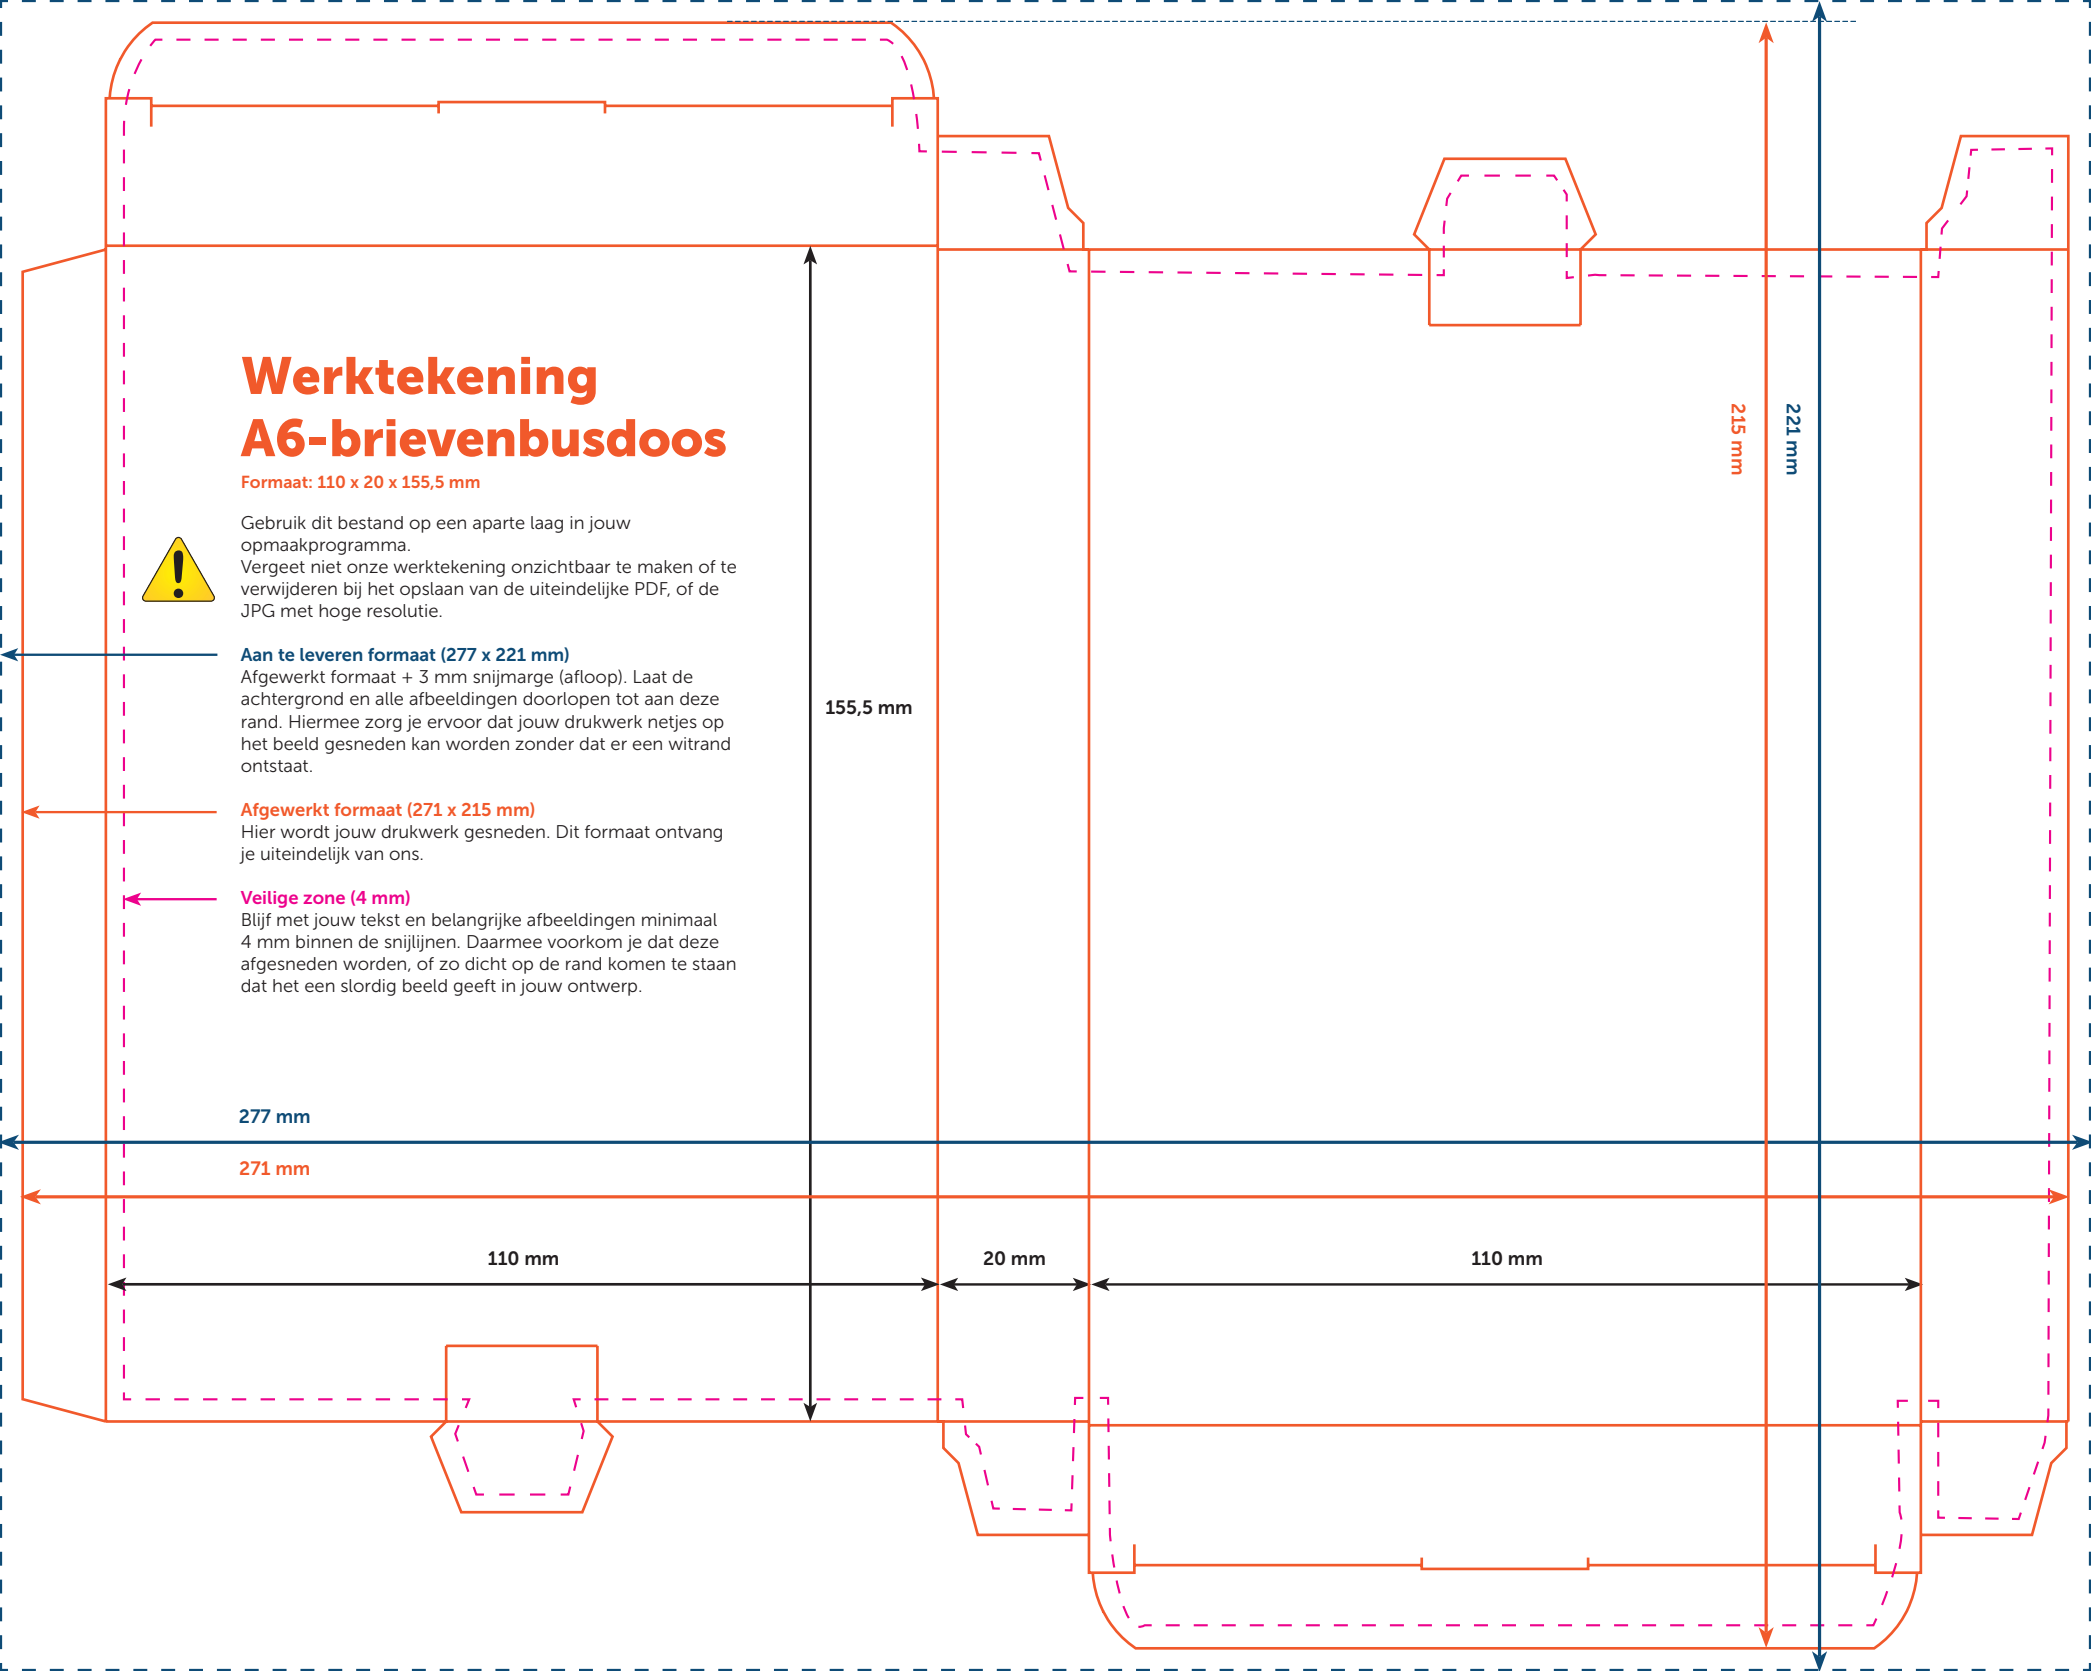 Werktekening
A6-brievenbusdoos
Formaat: 110 x 20 x 155,5 mm
Gebruik dit bestand op een aparte laag in jouw
opmaakprogramma.
Vergeet niet onze werktekening onzichtbaar te maken of te
verwijderen bij het opslaan van de uiteindelijke PDF, of de
JPG met hoge resolutie.
Aan te leveren formaat (277 x 221 mm)
Afgewerkt formaat + 3 mm snijmarge (afloop). Laat de
achtergrond en alle afbeeldingen doorlopen tot aan deze
rand. Hiermee zorg je ervoor dat jouw drukwerk netjes op
het beeld gesneden kan worden zonder dat er een witrand
ontstaat.
Afgewerkt formaat (271 x 215 mm)
Hier wordt jouw drukwerk gesneden. Dit formaat ontvang
je uiteindelijk van ons.
Veilige zone (4 mm)
Blijf met jouw tekst en belangrijke afbeeldingen minimaal
4 mm binnen de snijlijnen. Daarmee voorkom je dat deze
afgesneden worden, of zo dicht op de rand komen te staan
dat het een slordig beeld geeft in jouw ontwerp.
155,5 mm
215 mm
221 mm
277 mm
271 mm
110 mm
20 mm
110 mm